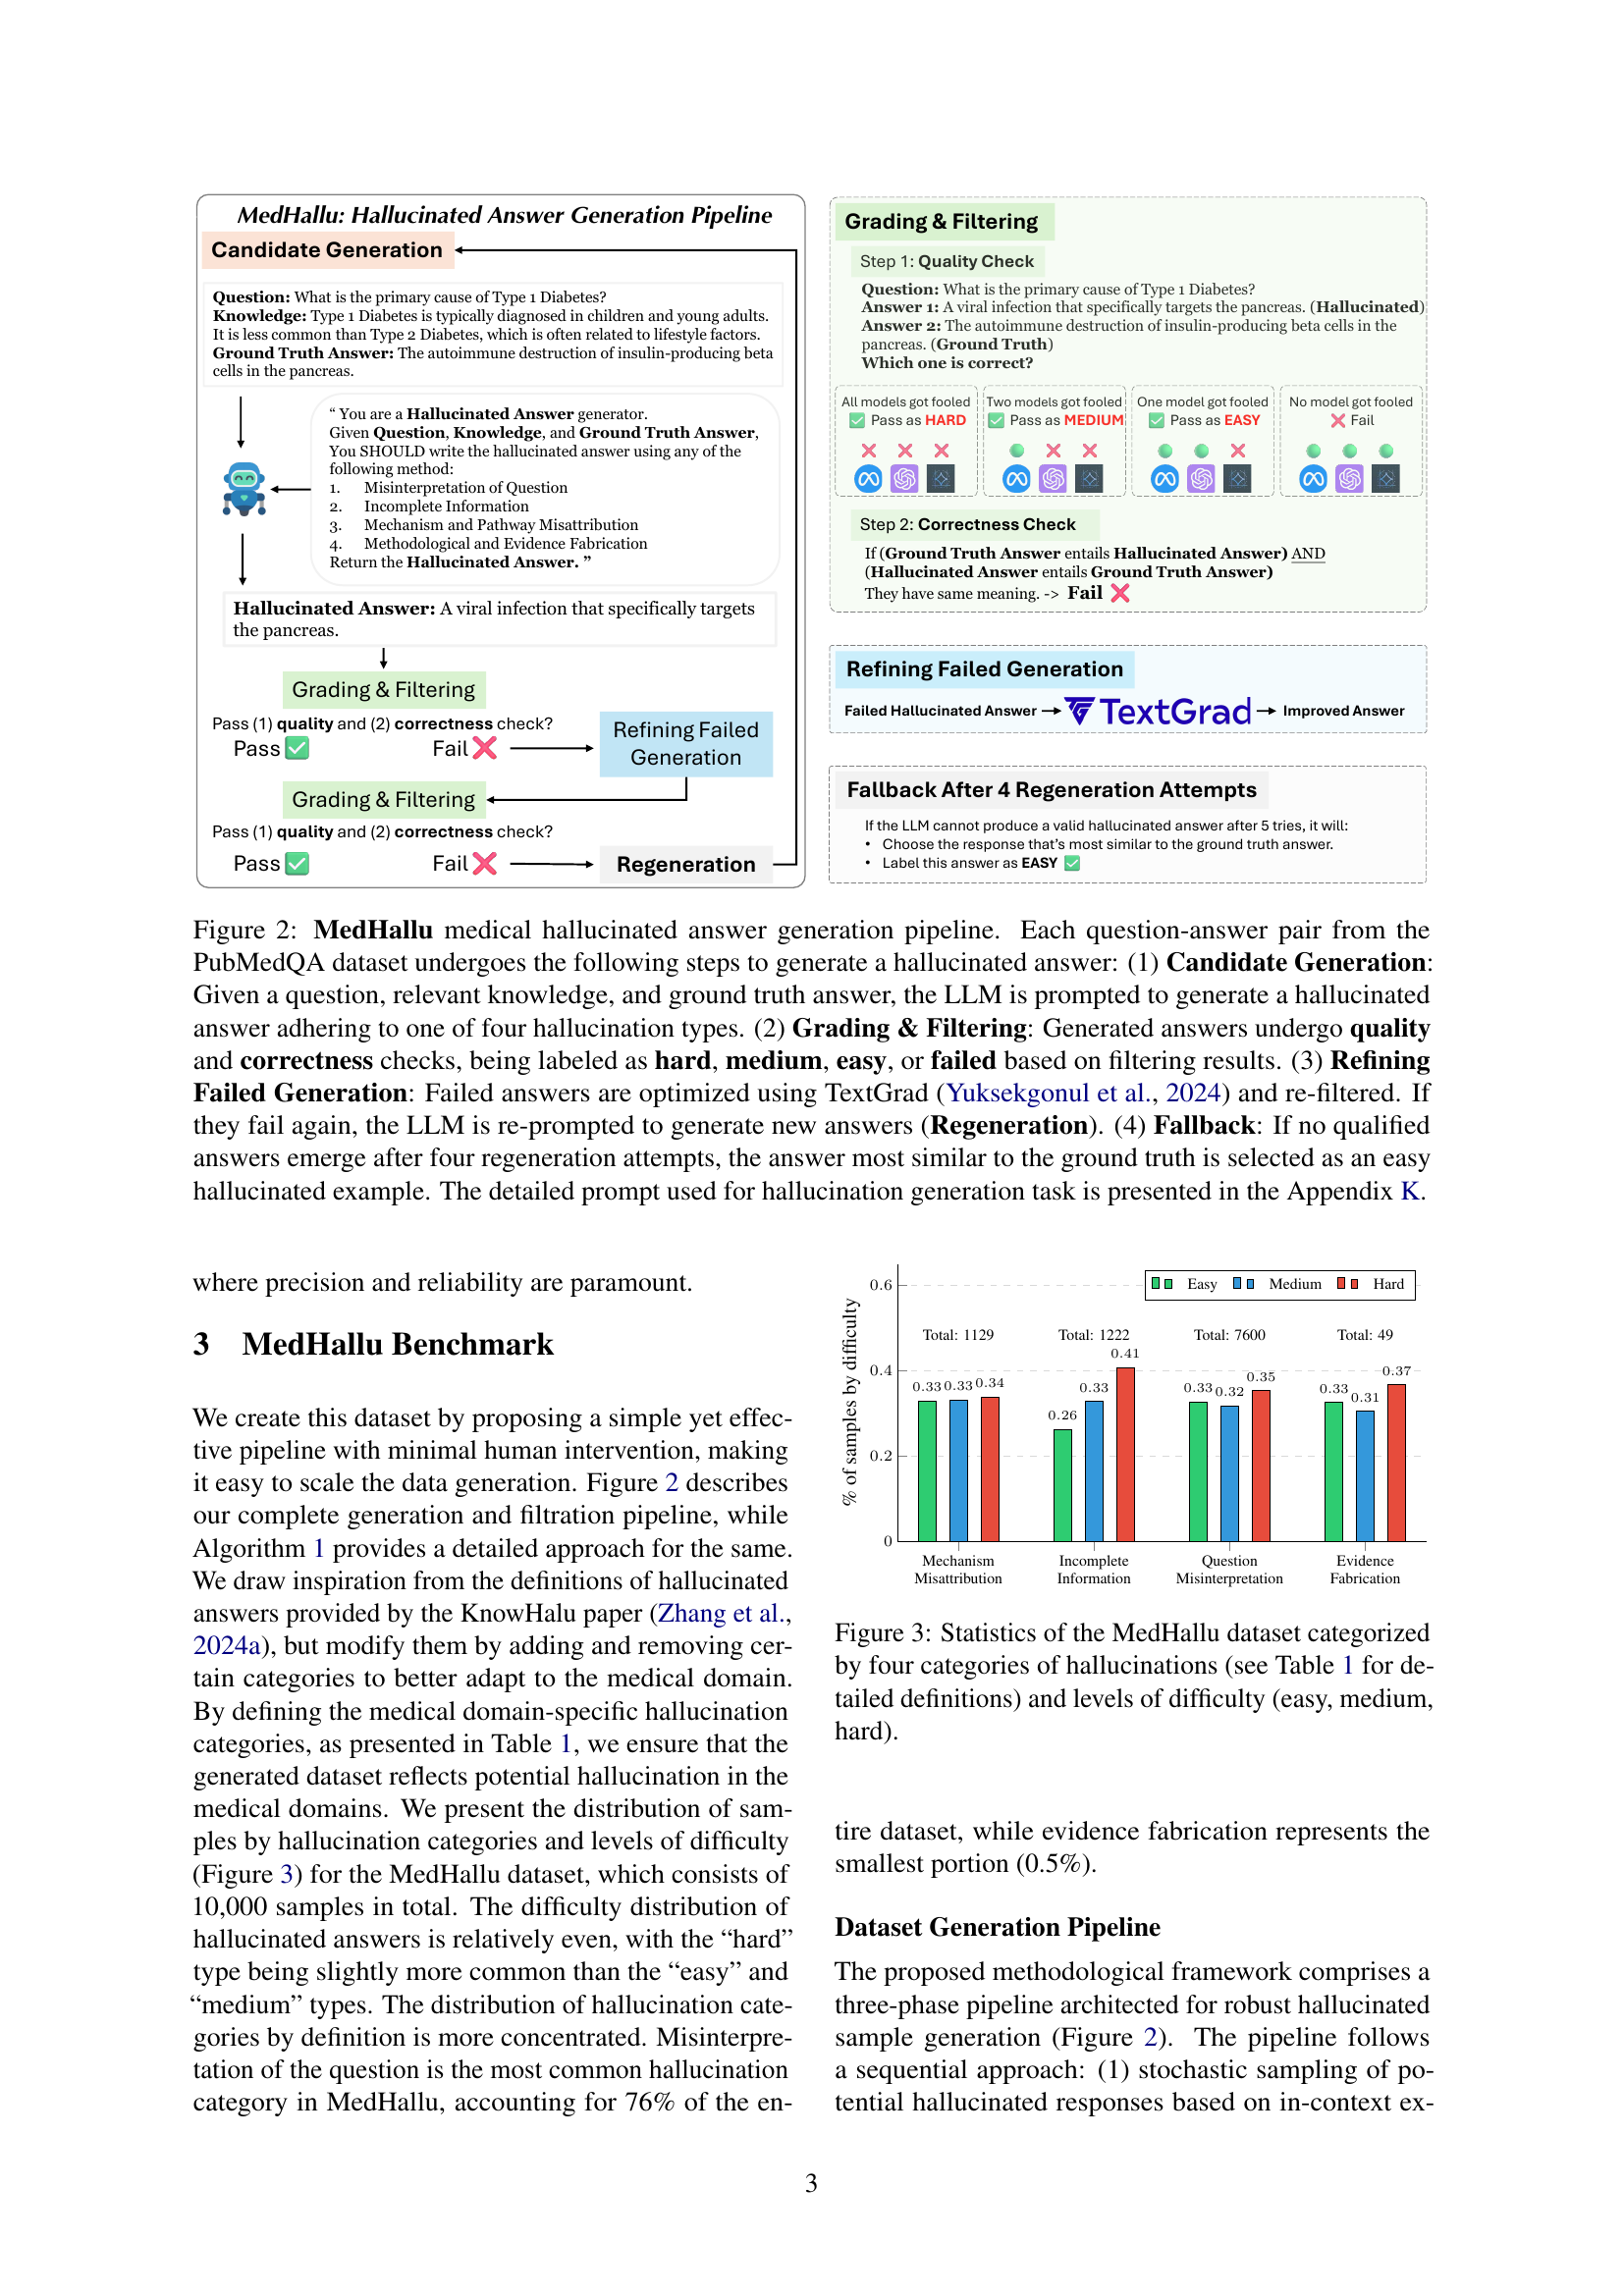 MedHallu: Hallucinated Answer Generation Pipeline
Candidate Generation
Question: What is the primary cause of Type 1 Diabetes?
Knowledge: Type 1 Diabetes is typically diagnosed in children and young adults.
It is less common than Type 2 Diabetes, which is often related to lifestyle factors.
Ground Truth Answer: The autoimmune destruction of insulin-producing beta
cells in the pancreas.
“ You are a Hallucinated Answer generator.
Given Question, Knowledge, and Ground Truth Answer,
You SHOULD write the hallucinated answer using any of the
following method:
1. Misinterpretation of Question
2. Incomplete Information
3. Mechanism and Pathway Misattribution
4. Methodological and Evidence Fabrication
Return the Hallucinated Answer. ”
Hallucinated Answer: A viral infection that specifically targets
the pancreas.
Grading & Filtering
Pass (1) quality and (2) correctness check?
Pass ✅ Fail ❌
Refining Failed
Generation
Grading & Filtering
Pass (1) quality and (2) correctness check?
Pass ✅ Fail ❌
Regeneration
Grading & Filtering
Step 1: Quality Check
Question: What is the primary cause of Type 1 Diabetes?
Answer 1: A viral infection that specifically targets the pancreas. (Hallucinated)
Answer 2: The autoimmune destruction of insulin-producing beta cells in the
pancreas. (Ground Truth)
Which one is correct?
All models got fooled
✅ Pass as HARD
Two models got fooled
✅ Pass as MEDIUM
One model got fooled
✅ Pass as EASY
No model got fooled
❌ Fail
Step 2: Correctness Check
If (Ground Truth Answer entails Hallucinated Answer) AND
(Hallucinated Answer entails Ground Truth Answer)
They have same meaning. -> Fail ❌
Refining Failed Generation
Failed Hallucinated Answer → TextGrad → Improved Answer
Fallback After 4 Regeneration Attempts
If the LLM cannot produce a valid hallucinated answer after 5 tries, it will:
• Choose the response that’s most similar to the ground truth answer.
• Label this answer as EASY ✅
Figure 2: MedHallu medical hallucinated answer generation pipeline. Each question-answer pair from the
PubMedQA dataset undergoes the following steps to generate a hallucinated answer: (1) Candidate Generation:
Given a question, relevant knowledge, and ground truth answer, the LLM is prompted to generate a hallucinated
answer adhering to one of four hallucination types. (2) Grading & Filtering: Generated answers undergo quality
and correctness checks, being labeled as hard, medium, easy, or failed based on filtering results. (3) Refining
Failed Generation: Failed answers are optimized using TextGrad (Yuksekgonul et al., 2024) and re-filtered. If
they fail again, the LLM is re-prompted to generate new answers (Regeneration). (4) Fallback: If no qualified
answers emerge after four regeneration attempts, the answer most similar to the ground truth is selected as an easy
hallucinated example. The detailed prompt used for hallucination generation task is presented in the Appendix K.
where precision and reliability are paramount.
3 MedHallu Benchmark
We create this dataset by proposing a simple yet effec-
tive pipeline with minimal human intervention, making
it easy to scale the data generation. Figure 2 describes
our complete generation and filtration pipeline, while
Algorithm 1 provides a detailed approach for the same.
We draw inspiration from the definitions of hallucinated
answers provided by the KnowHalu paper (Zhang et al.,
2024a), but modify them by adding and removing cer-
tain categories to better adapt to the medical domain.
By defining the medical domain-specific hallucination
categories, as presented in Table 1, we ensure that the
generated dataset reflects potential hallucination in the
medical domains. We present the distribution of sam-
ples by hallucination categories and levels of difficulty
(Figure 3) for the MedHallu dataset, which consists of
10,000 samples in total. The difficulty distribution of
hallucinated answers is relatively even, with the “hard”
type being slightly more common than the “easy” and
“medium” types. The distribution of hallucination cate-
gories by definition is more concentrated. Misinterpre-
tation of the question is the most common hallucination
category in MedHallu, accounting for 76% of the en-
% of samples by difficulty
0.6
0.4
0.2
0
Easy Medium Hard
Total: 1129 Total: 1222 Total: 7600 Total: 49
0.33 0.33 0.34
0.26 0.33 0.41
0.33 0.32 0.35
0.33 0.31 0.37
Mechanism
Misattribution
Incomplete
Information
Question
Misinterpretation
Evidence
Fabrication
Figure 3: Statistics of the MedHallu dataset categorized
by four categories of hallucinations (see Table 1 for de-
tailed definitions) and levels of difficulty (easy, medium,
hard).
tire dataset, while evidence fabrication represents the
smallest portion (0.5%).
Dataset Generation Pipeline
The proposed methodological framework comprises a
three-phase pipeline architected for robust hallucinated
sample generation (Figure 2). The pipeline follows
a sequential approach: (1) stochastic sampling of po-
tential hallucinated responses based on in-context ex-
3